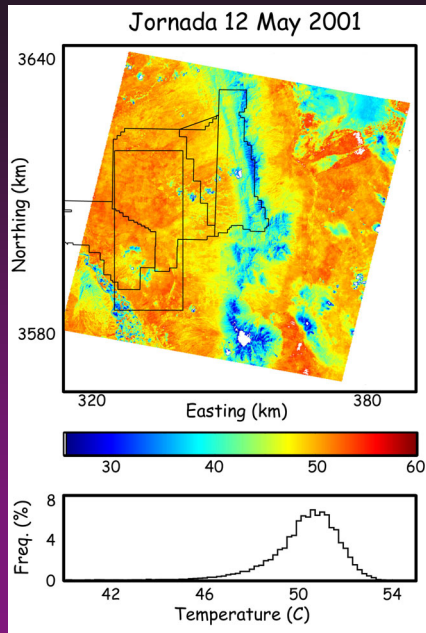 Jornada 12 May 2001
3640
Northing (km)
3580
320 380
Easting (km)
30 40 50 60
8
Freq. (%)
4
0
42 46 50 54
Temperature (C)